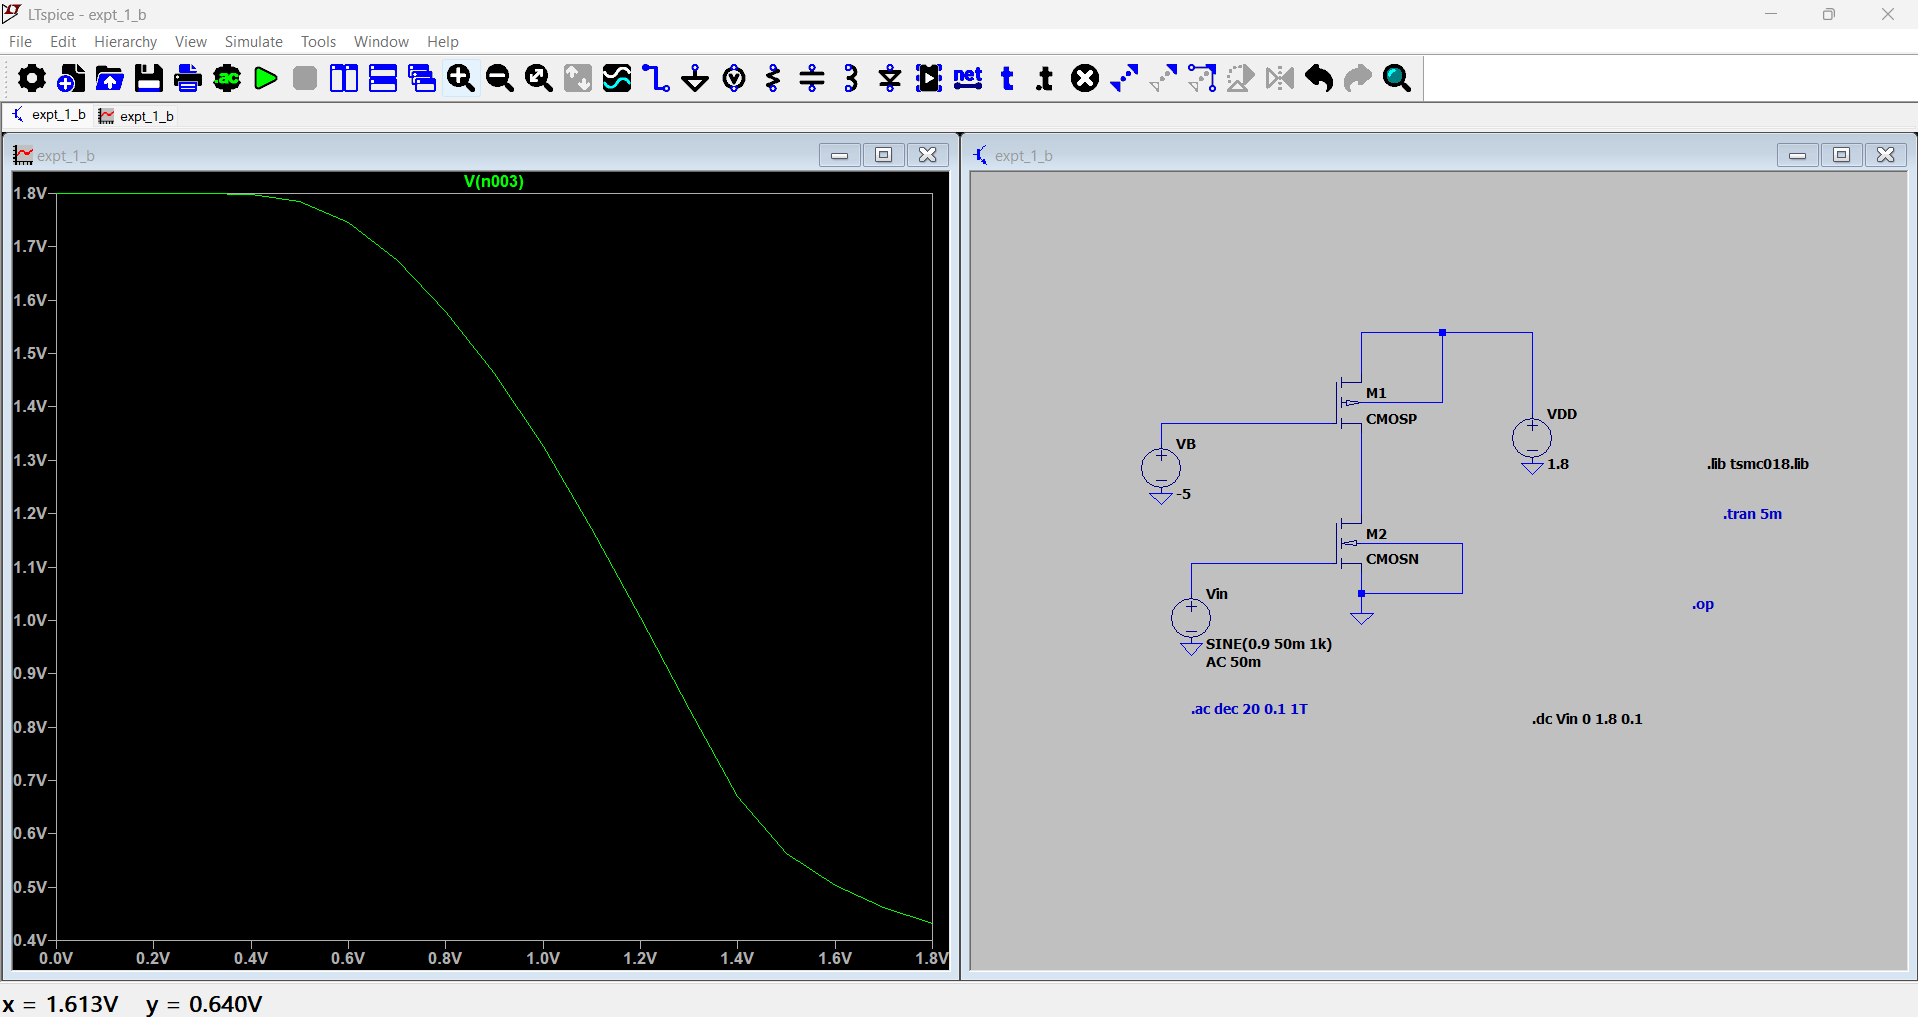 LTspice - expt_1_b
File Edit Hierarchy View Simulate Tools Window Help
.ac
net
t
.t
expt_1_b
expt_1_b
expt_1_b
V(n003)
1.8V
1.7V
1.6V
1.5V
1.4V
1.3V
1.2V
1.1V
1.0V
0.9V
0.8V
0.7V
0.6V
0.5V
0.4V
0.0V 0.2V 0.4V 0.6V 0.8V 1.0V 1.2V 1.4V 1.6V 1.8V
expt_1_b
M1
CMOSP
VDD
1.8
VB
-5
.lib tsmc018.lib
.tran 5m
M2
CMOSN
Vin
SINE(0.9 50m 1k)
AC 50m
.op
.ac dec 20 0.1 1T
.dc Vin 0 1.8 0.1
x = 1.613V y = 0.640V